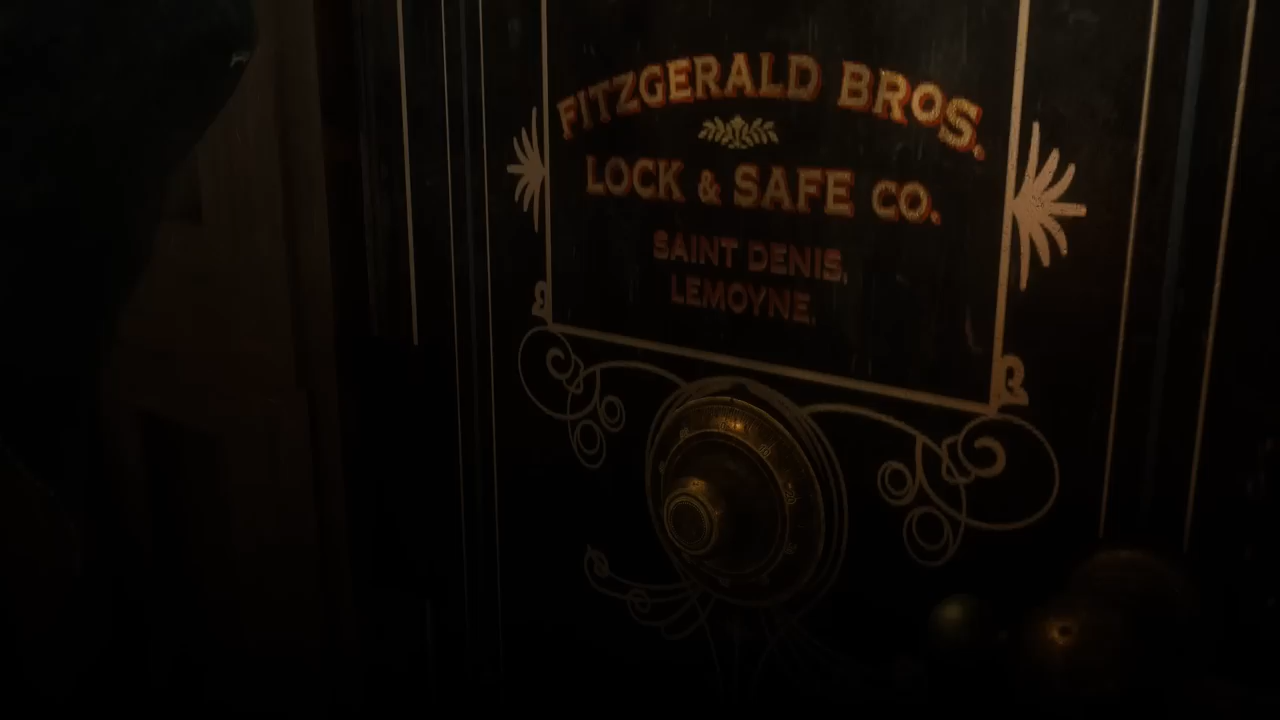 FITZGERALD BROS.
LOCK & SAFE CO.
SAINT DENIS,
LEMOYNE.